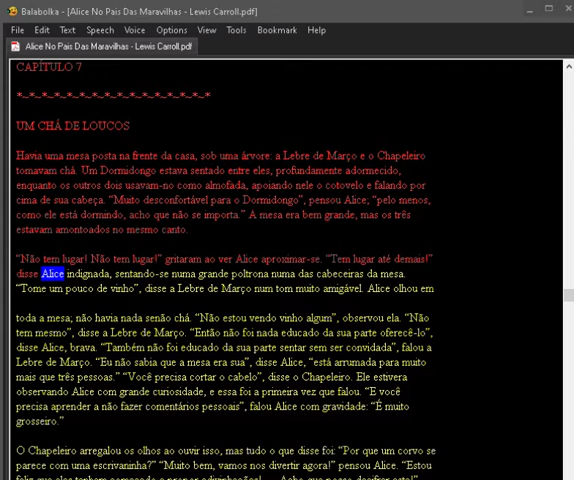 Balabolka - [Alice No Pais Das Maravilhas - Lewis Carroll.pdf]
File Edit Text Speech Voice Options View Tools Bookmark Help
Alice No Pais Das Maravilhas - Lewis Carroll.pdf
CAPÍTULO 7
*~*~*~*~*~*~*~*~*~*~*~*~*~*~*~*
UM CHÁ DE LOUCOS
Havia uma mesa posta na frente da casa, sob uma árvore: a Lebre de Março e o Chapeleiro
tomavam chá. Um Dormidongo estava sentado entre eles, profundamente adormecido,
enquanto os outros dois usavam-no como almofada, apoiando nele o cotovelo e falando por
cima de sua cabeça. “Muito desconfortável para o Dormidongo”, pensou Alice; “pelo menos,
como ele está dormindo, acho que não se importa.” A mesa era bem grande, mas os três
estavam amontoados no mesmo canto.
“Não tem lugar! Não tem lugar!” gritaram ao ver Alice aproximar-se. “Tem lugar até demais!”
disse Alice indignada, sentando-se numa grande poltrona numa das cabeceiras da mesa.
“Tome um pouco de vinho”, disse a Lebre de Março num tom muito amigável. Alice olhou em
toda a mesa; não havia nada senão chá. “Não estou vendo vinho algum”, observou ela. “Não
tem mesmo”, disse a Lebre de Março. “Então não foi nada educado da sua parte oferecê-lo”,
disse Alice, brava. “Também não foi educado da sua parte sentar sem ser convidada”, falou a
Lebre de Março. “Eu não sabia que a mesa era sua”, disse Alice, “está arrumada para muito
mais que três pessoas.” “Você precisa cortar o cabelo”, disse o Chapeleiro. Ele estivera
observando Alice com grande curiosidade, e essa foi a primeira vez que falou. “E você
precisa aprender a não fazer comentários pessoais”, falou Alice com gravidade: “É muito
grosseiro.”
O Chapeleiro arregalou os olhos ao ouvir isso, mas tudo o que disse foi: “Por que um corvo se
parece com uma escrivaninha?” “Muito bem, vamos nos divertir agora!” pensou Alice. “Estou
feliz que eles tenham começado a propor adivinhações! ... Acho que posso decifrar esta!”